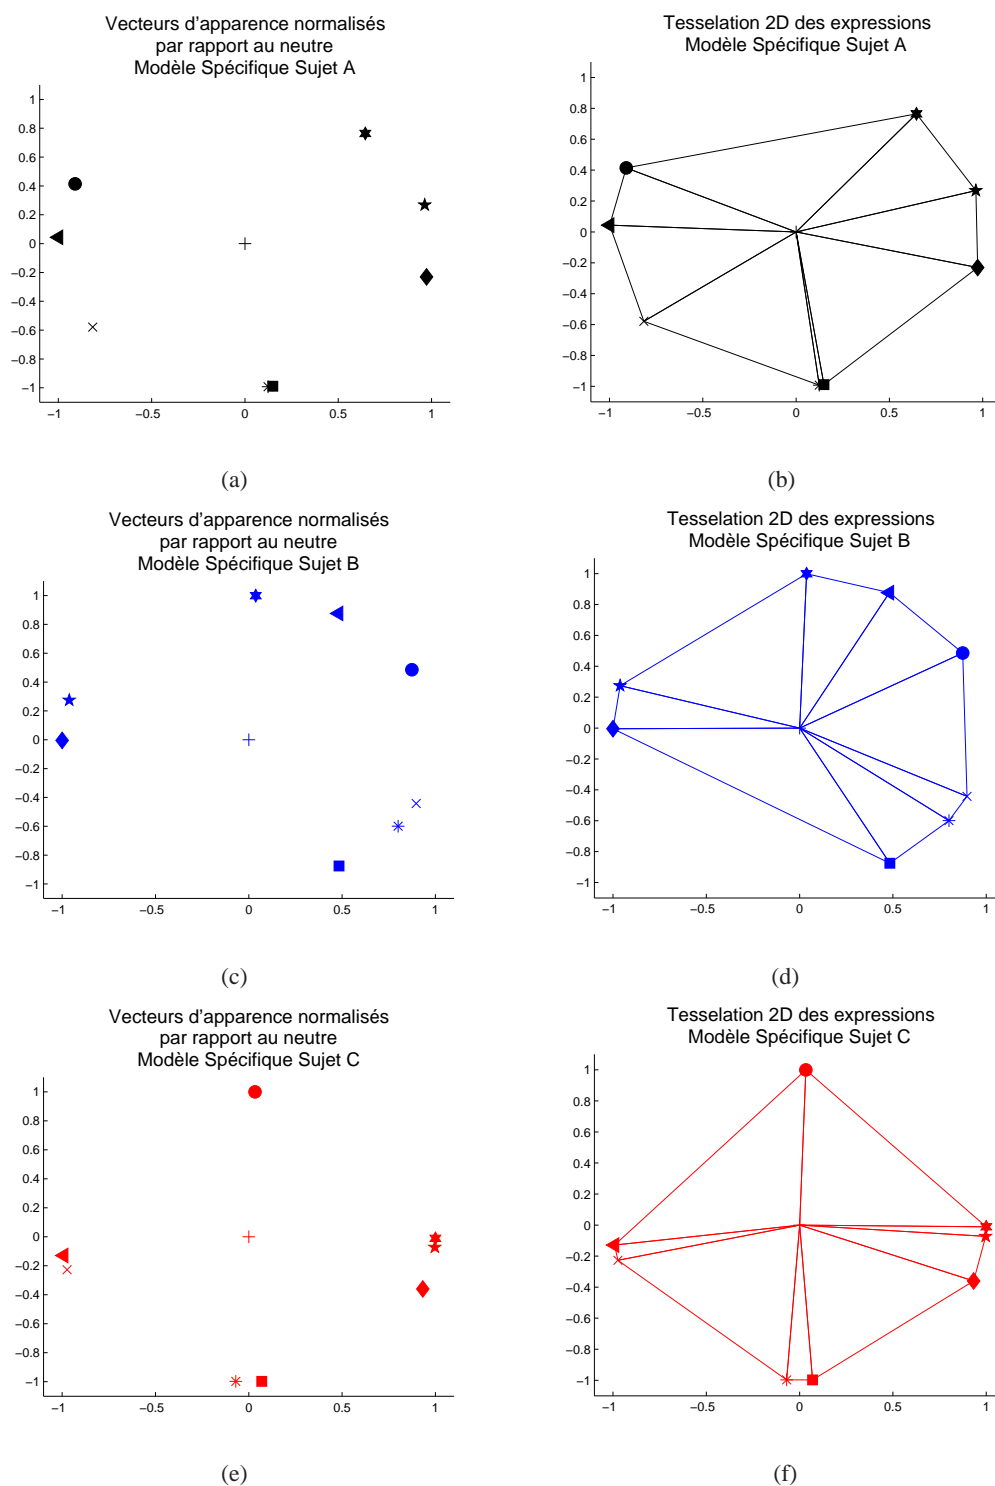 Vecteurs d'apparence normalisés
par rapport au neutre
Modèle Spécifique Sujet A
1
0.8
0.6
0.4
0.2
0
−0.2
−0.4
−0.6
−0.8
−1
−1 −0.5 0 0.5 1
(a)
Tesselation 2D des expressions
Modèle Spécifique Sujet A
1
0.8
0.6
0.4
0.2
0
−0.2
−0.4
−0.6
−0.8
−1
−1 −0.5 0 0.5 1
(b)
Vecteurs d'apparence normalisés
par rapport au neutre
Modèle Spécifique Sujet B
1
0.8
0.6
0.4
0.2
0
−0.2
−0.4
−0.6
−0.8
−1
−1 −0.5 0 0.5 1
(c)
Tesselation 2D des expressions
Modèle Spécifique Sujet B
1
0.8
0.6
0.4
0.2
0
−0.2
−0.4
−0.6
−0.8
−1
−1 −0.5 0 0.5 1
(d)
Vecteurs d'apparence normalisés
par rapport au neutre
Modèle Spécifique Sujet C
1
0.8
0.6
0.4
0.2
0
−0.2
−0.4
−0.6
−0.8
−1
−1 −0.5 0 0.5 1
(e)
Tesselation 2D des expressions
Modèle Spécifique Sujet C
1
0.8
0.6
0.4
0.2
0
−0.2
−0.4
−0.6
−0.8
−1
−1 −0.5 0 0.5 1
(f)